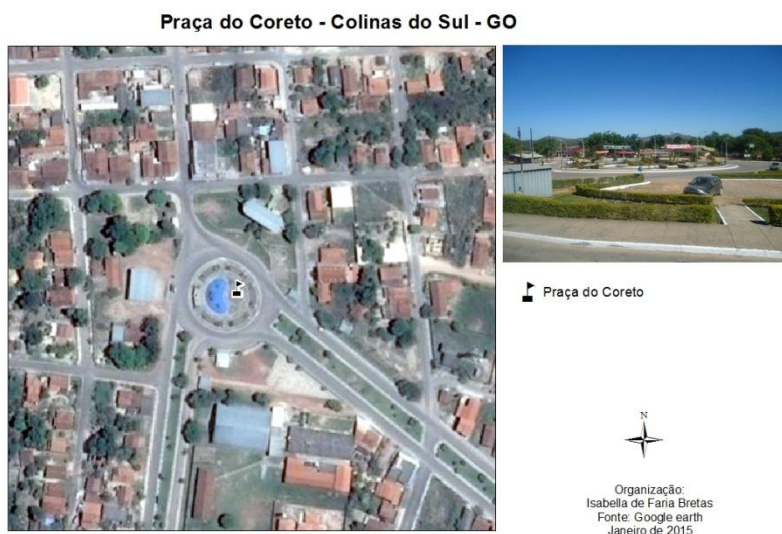 Praça do Coreto - Colinas do Sul - GO
Praça do Coreto
N
Organização:
Isabella de Faria Bretas
Fonte: Google earth
Janeiro de 2015